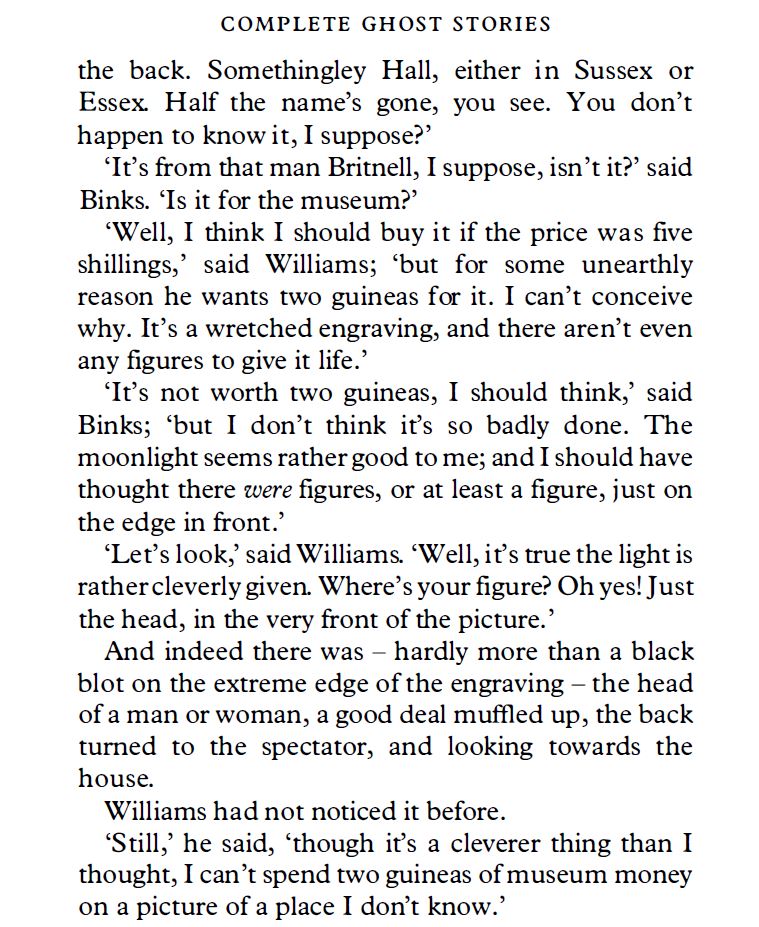 COMPLETE GHOST STORIES
the back. Somethingley Hall, either in Sussex or
Essex. Half the name’s gone, you see. You don’t
happen to know it, I suppose?’
‘It’s from that man Britnell, I suppose, isn’t it?’ said
Binks. ‘Is it for the museum?’
‘Well, I think I should buy it if the price was five
shillings,’ said Williams; ‘but for some unearthly
reason he wants two guineas for it. I can’t conceive
why. It’s a wretched engraving, and there aren’t even
any figures to give it life.’
‘It’s not worth two guineas, I should think,’ said
Binks; ‘but I don’t think it’s so badly done. The
moonlight seems rather good to me; and I should have
thought there were figures, or at least a figure, just on
the edge in front.’
‘Let’s look,’ said Williams. ‘Well, it’s true the light is
rather cleverly given. Where’s your figure? Oh yes! Just
the head, in the very front of the picture.’
And indeed there was – hardly more than a black
blot on the extreme edge of the engraving – the head
of a man or woman, a good deal muffled up, the back
turned to the spectator, and looking towards the
house.
Williams had not noticed it before.
‘Still,’ he said, ‘though it’s a cleverer thing than I
thought, I can’t spend two guineas of museum money
on a picture of a place I don’t know.’